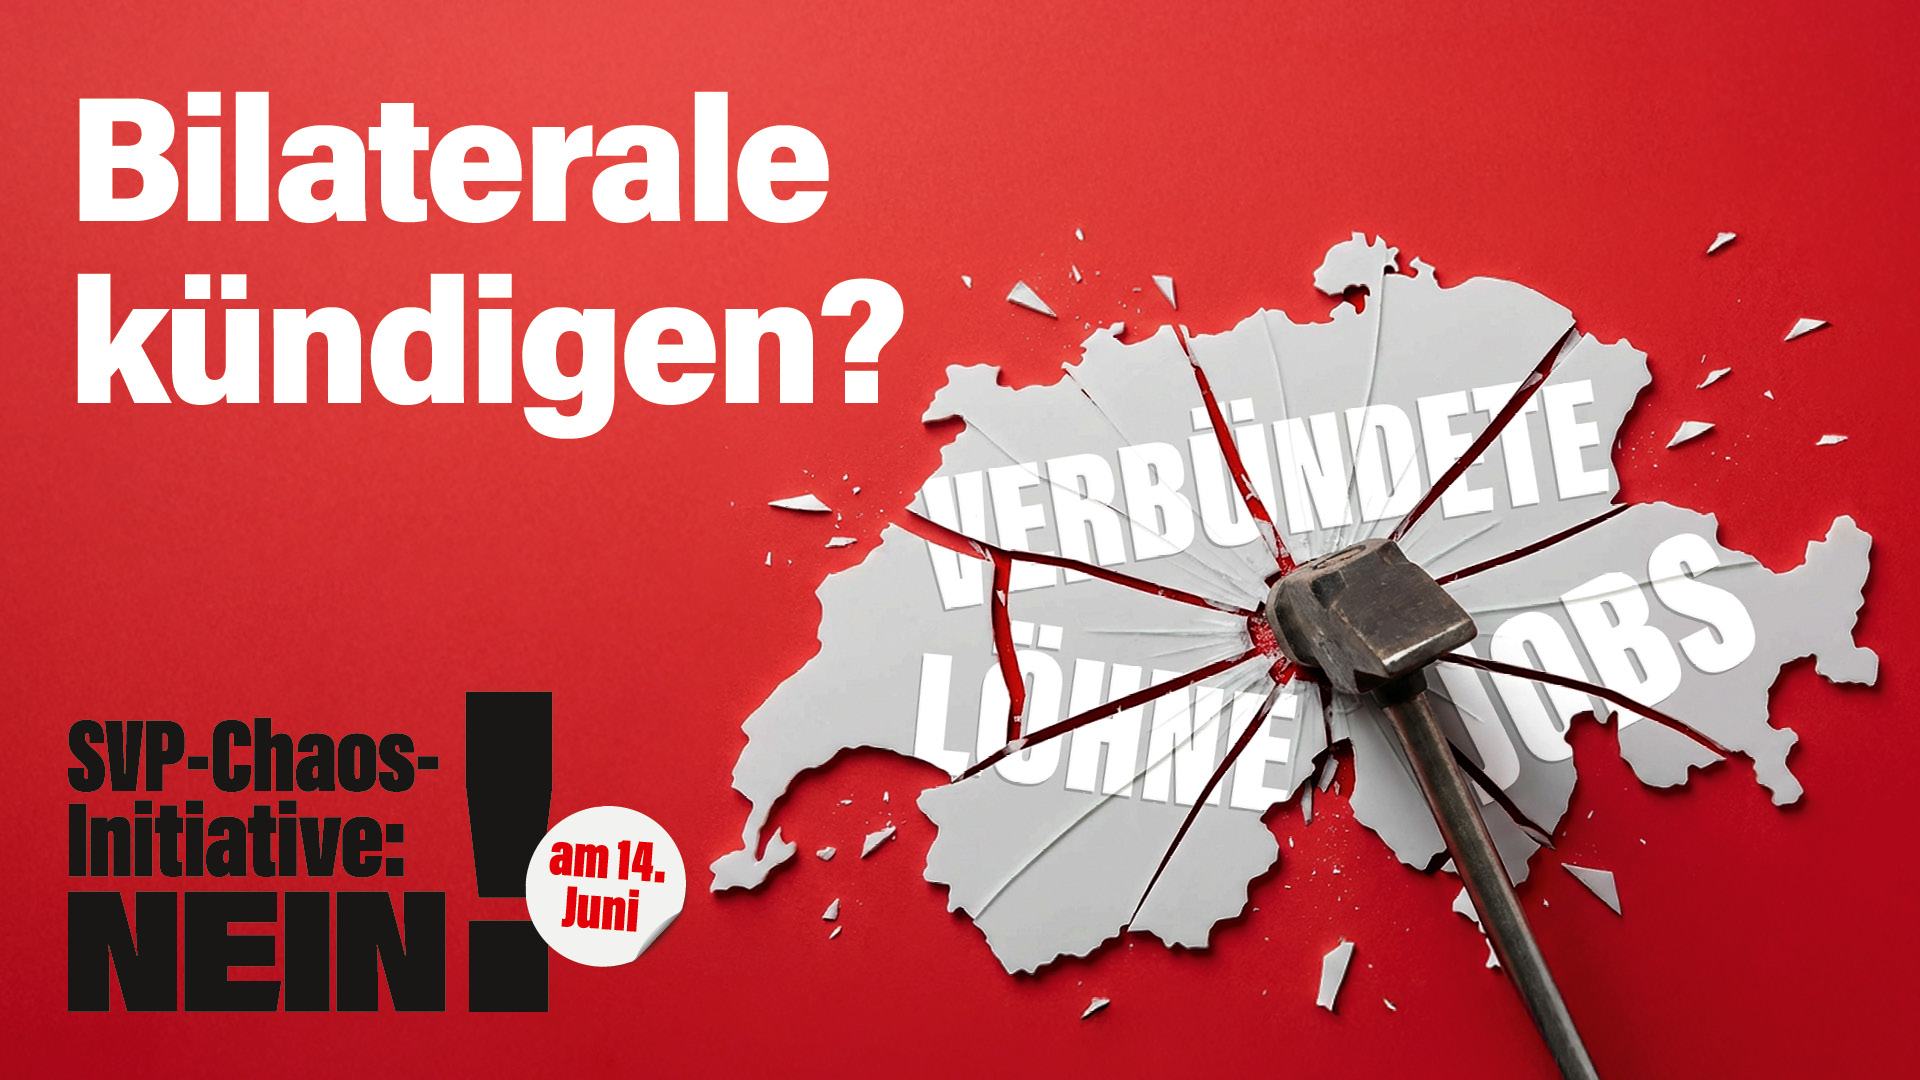 Bilaterale
kündigen?
VERBÜNDETE
LÖHNE
JOBS
SVP-Chaos-
Initiative:
NEIN!
am 14.
Juni